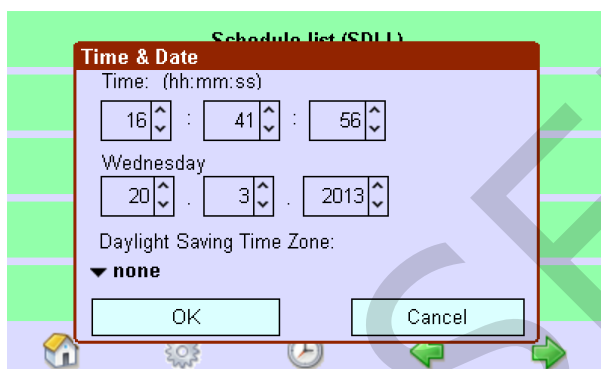 Schedule list (SDLL)
Time & Date
Time: (hh:mm:ss)
16 : 41 : 56
Wednesday
20 . 3 . 2013
Daylight Saving Time Zone:
none
OK Cancel